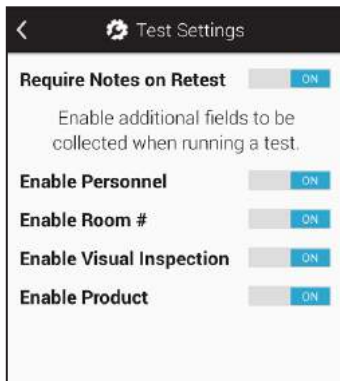 Test Settings
Require Notes on Retest ON
Enable additional fields to be
collected when running a test.
Enable Personnel ON
Enable Room # ON
Enable Visual Inspection ON
Enable Product ON